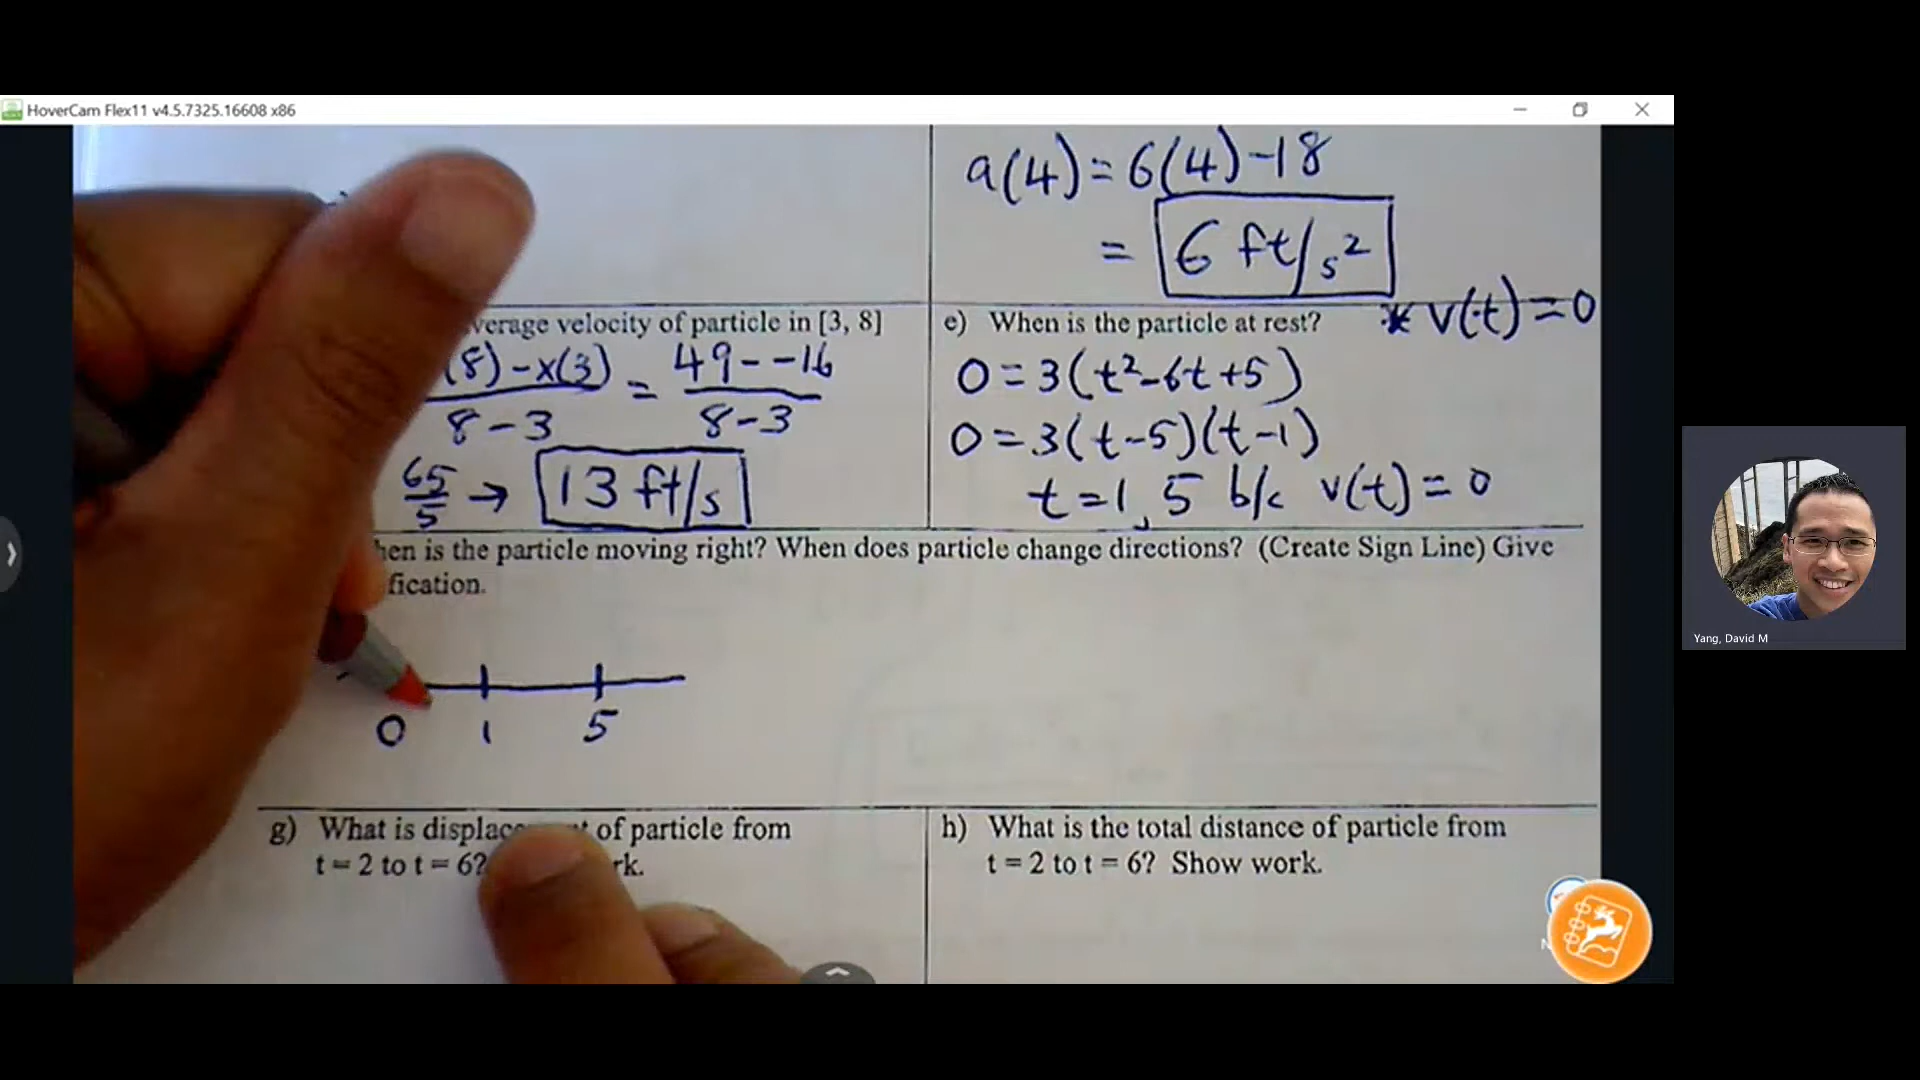 HoverCam Flex11 v4.5.7325.16608 x86
a(4) = 6(4) - 18
= 6 ft/s²
verage velocity of particle in [3, 8]
(8) - x(3) = 49 - -16
8 - 3 8 - 3
65/5 → 13 ft/s
e) When is the particle at rest? * v(t) = 0
0 = 3(t² - 6t + 5)
0 = 3(t - 5)(t - 1)
t = 1, 5 b/c v(t) = 0
hen is the particle moving right? When does particle change directions? (Create Sign Line) Give
fication.
0 1 5
g) What is of particle from
t = 2 to t = 6? rk.
h) What is the total distance of particle from
t = 2 to t = 6? Show work.
Yang, David M